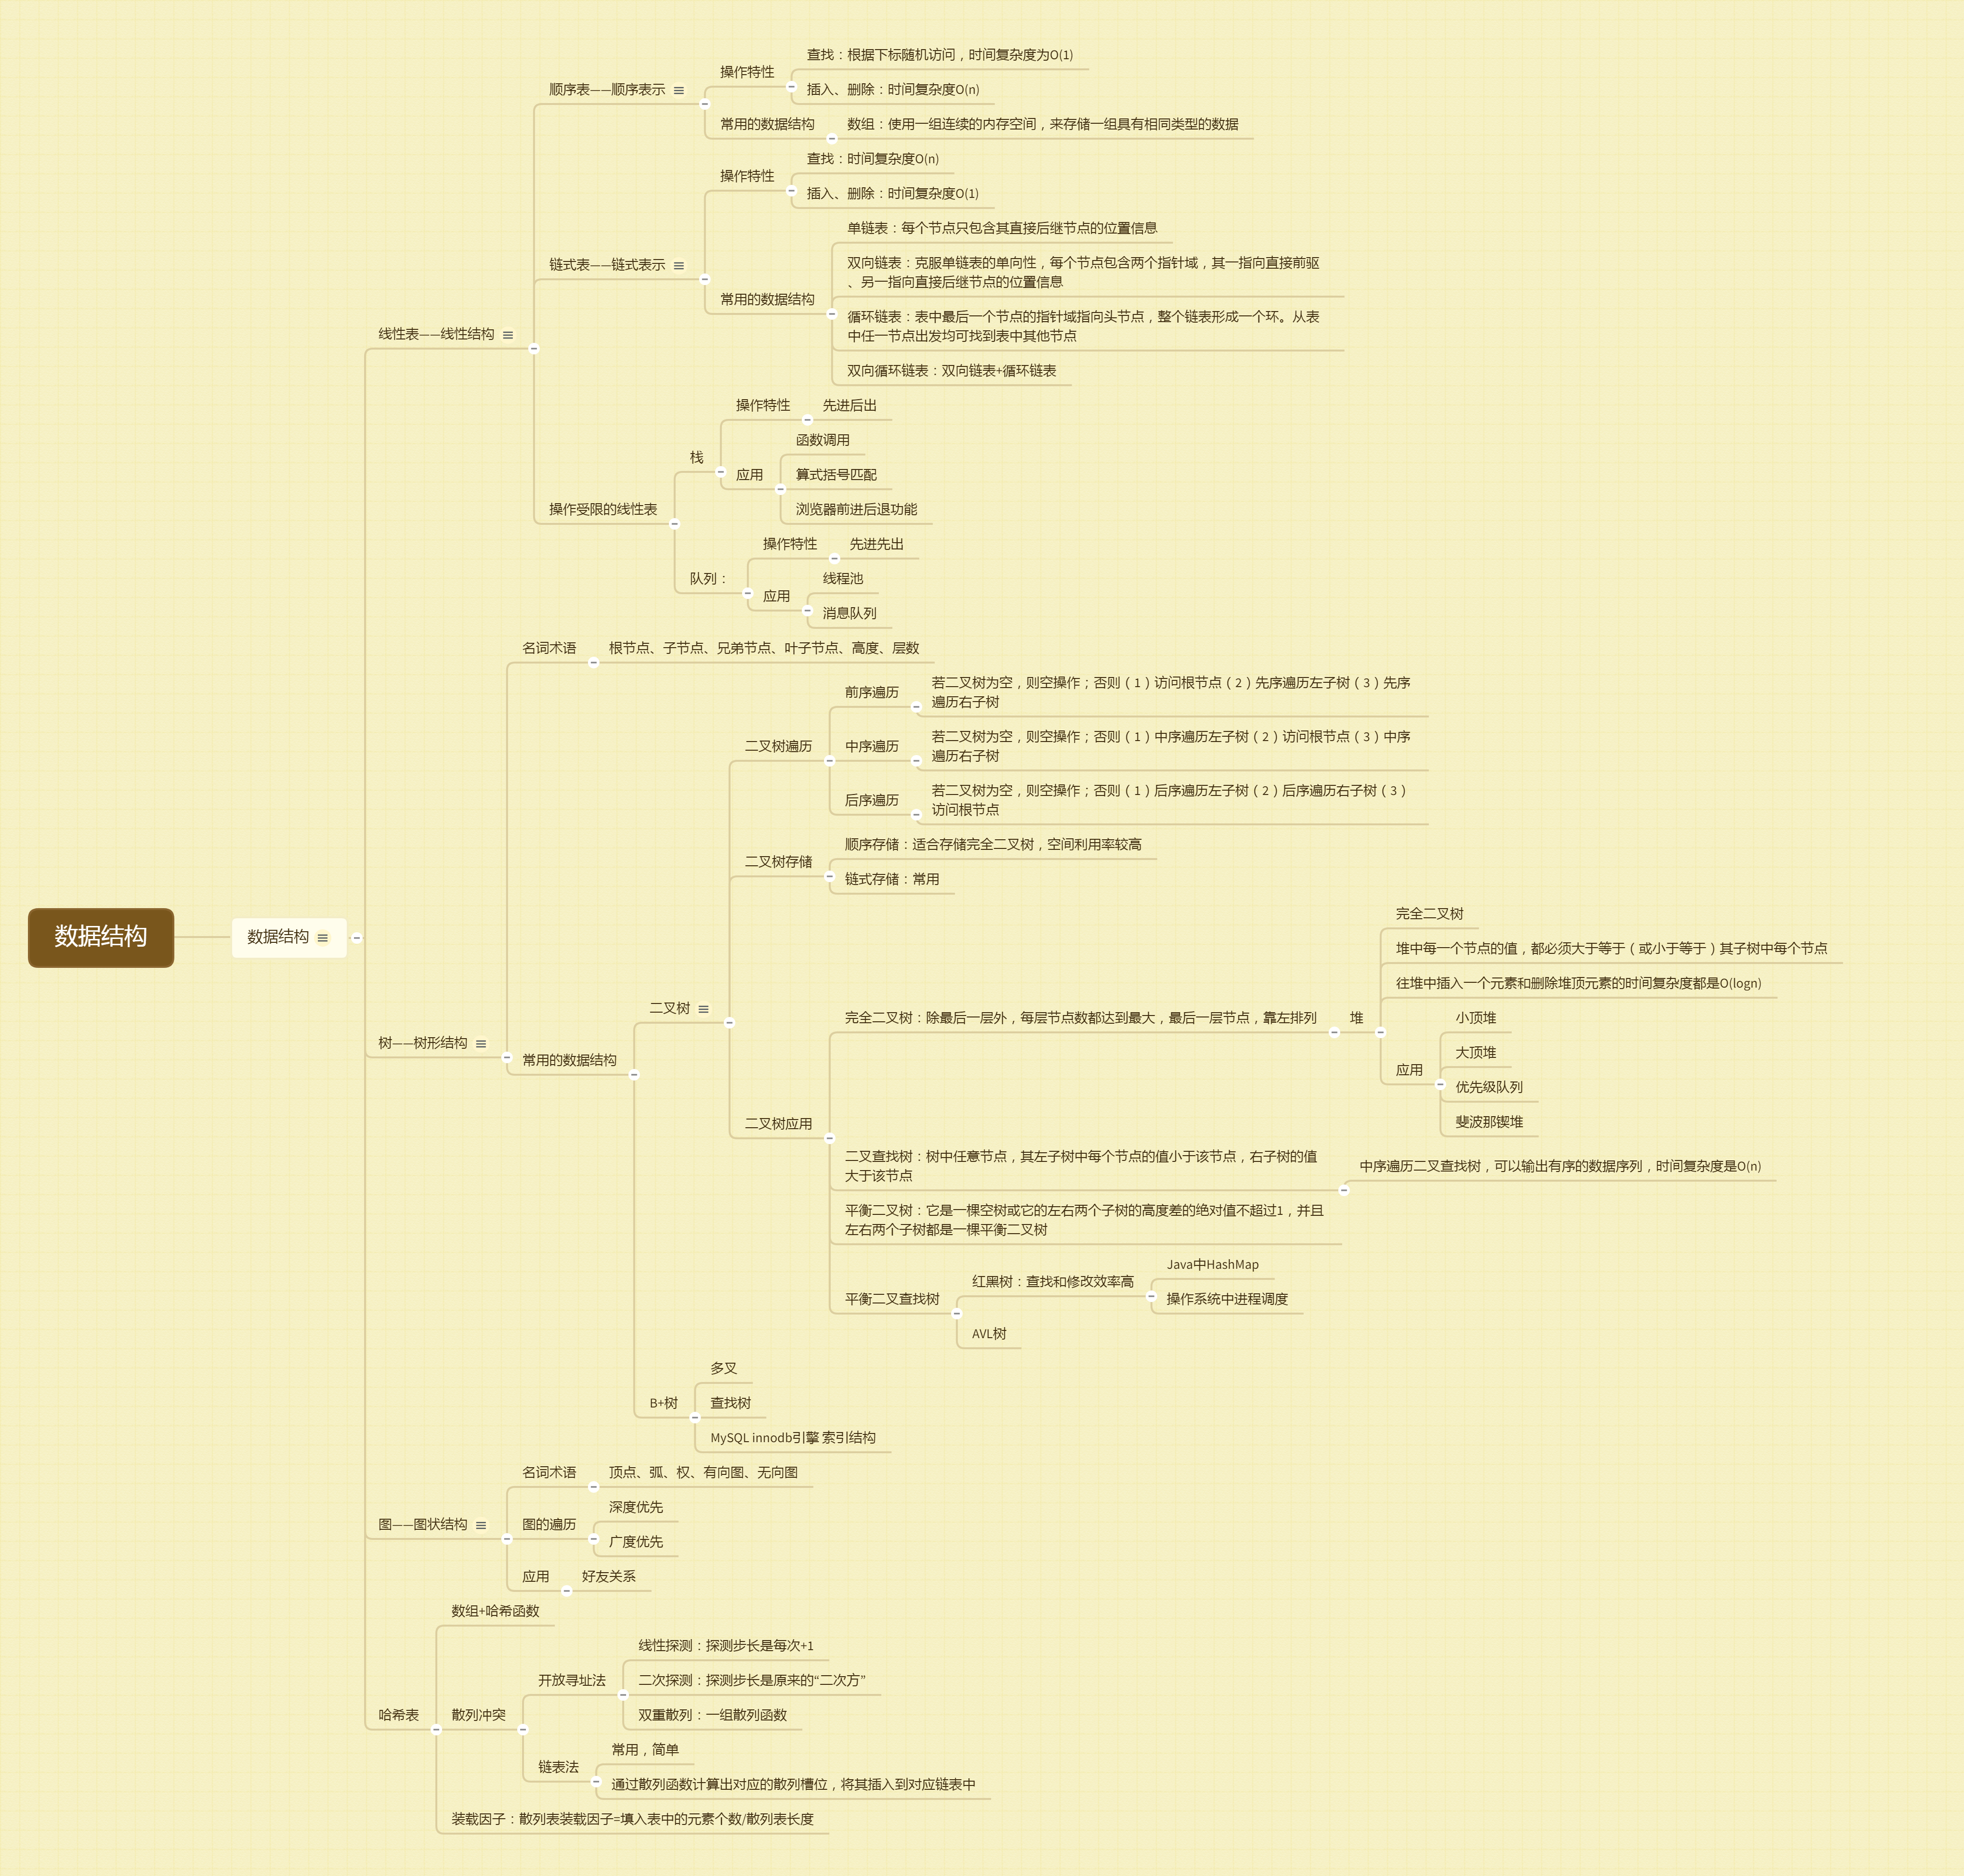 数据结构
数据结构
线性表——线性结构
顺序表——顺序表示
操作特性
查找：根据下标随机访问，时间复杂度为O(1)
插入、删除：时间复杂度O(n)
常用的数据结构
数组：使用一组连续的内存空间，来存储一组具有相同类型的数据
链式表——链式表示
操作特性
查找：时间复杂度O(n)
插入、删除：时间复杂度O(1)
常用的数据结构
单链表：每个节点只包含其直接后继节点的位置信息
双向链表：克服单链表的单向性，每个节点包含两个指针域，其一指向直接前驱
、另一指向直接后继节点的位置信息
循环链表：表中最后一个节点的指针域指向头节点，整个链表形成一个环。从表
中任一节点出发均可找到表中其他节点
双向循环链表：双向链表+循环链表
操作受限的线性表
栈
操作特性
先进后出
应用
函数调用
算式括号匹配
浏览器前进后退功能
队列：
操作特性
先进先出
应用
线程池
消息队列
树——树形结构
名词术语
根节点、子节点、兄弟节点、叶子节点、高度、层数
常用的数据结构
二叉树
二叉树遍历
前序遍历
若二叉树为空，则空操作；否则（1）访问根节点（2）先序遍历左子树（3）先序
遍历右子树
中序遍历
若二叉树为空，则空操作；否则（1）中序遍历左子树（2）访问根节点（3）中序
遍历右子树
后序遍历
若二叉树为空，则空操作；否则（1）后序遍历左子树（2）后序遍历右子树（3）
访问根节点
二叉树存储
顺序存储：适合存储完全二叉树，空间利用率较高
链式存储：常用
二叉树应用
完全二叉树：除最后一层外，每层节点数都达到最大，最后一层节点，靠左排列
堆
完全二叉树
堆中每一个节点的值，都必须大于等于（或小于等于）其子树中每个节点
往堆中插入一个元素和删除堆顶元素的时间复杂度都是O(logn)
应用
小顶堆
大顶堆
优先级队列
斐波那锲堆
二叉查找树：树中任意节点，其左子树中每个节点的值小于该节点，右子树的值
大于该节点
中序遍历二叉查找树，可以输出有序的数据序列，时间复杂度是O(n)
平衡二叉树：它是一棵空树或它的左右两个子树的高度差的绝对值不超过1，并且
左右两个子树都是一棵平衡二叉树
平衡二叉查找树
红黑树：查找和修改效率高
Java中HashMap
操作系统中进程调度
AVL树
B+树
多叉
查找树
MySQL innodb引擎 索引结构
图——图状结构
名词术语
顶点、弧、权、有向图、无向图
图的遍历
深度优先
广度优先
应用
好友关系
哈希表
数组+哈希函数
散列冲突
开放寻址法
线性探测：探测步长是每次+1
二次探测：探测步长是原来的“二次方”
双重散列：一组散列函数
链表法
常用，简单
通过散列函数计算出对应的散列槽位，将其插入到对应链表中
装载因子：散列表装载因子=填入表中的元素个数/散列表长度